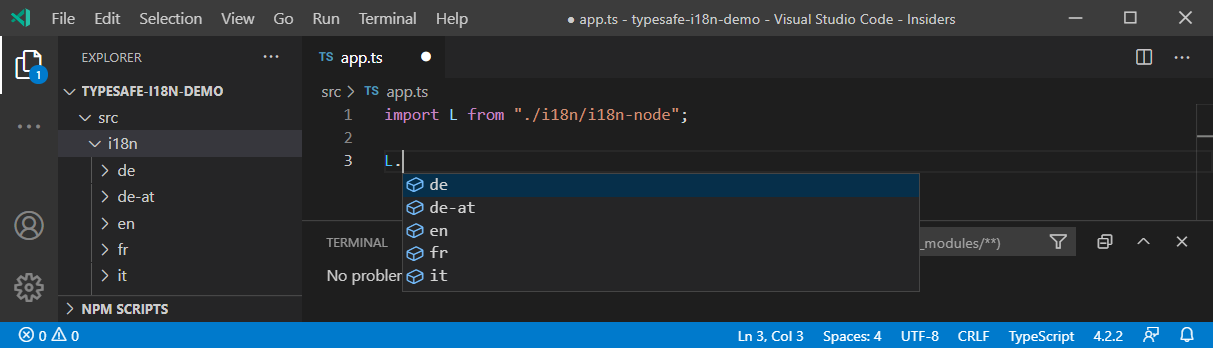 File Edit Selection View Go Run Terminal Help ● app.ts - typesafe-i18n-demo - Visual Studio Code - Insiders
EXPLORER ···
TS app.ts ●
1
TYPESAFE-I18N-DEMO
src
i18n
de
de-at
en
fr
it
NPM SCRIPTS
src > TS app.ts
1 import L from "./i18n/i18n-node";
2
3 L.
de
de-at
en
fr
it
TERMINAL
_modules/**)
No probler
0 0 Ln 3, Col 3 Spaces: 4 UTF-8 CRLF TypeScript 4.2.2